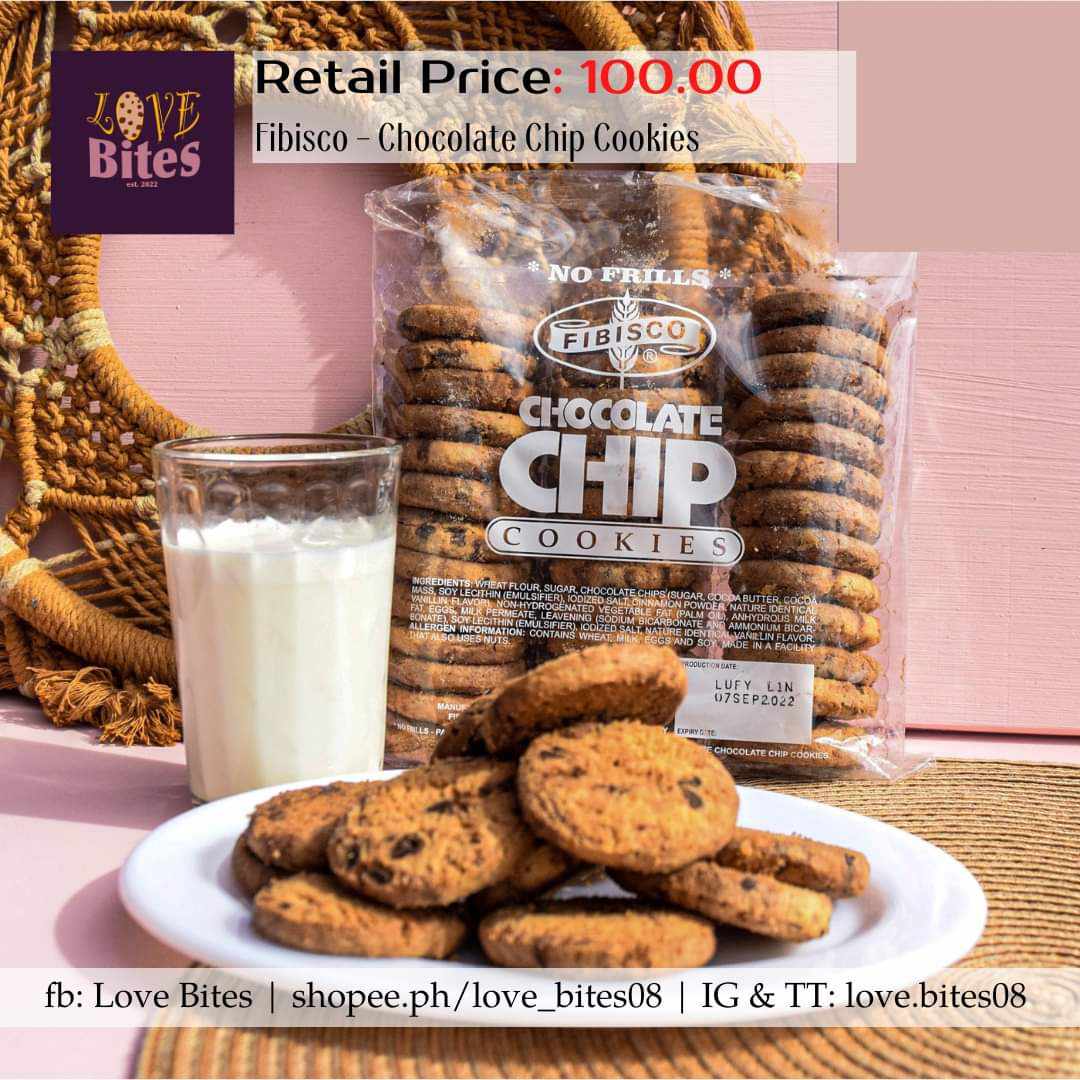 LOVE
Bites
est. 2022
Retail Price: 100.00
Fibisco – Chocolate Chip Cookies
* NO FRILLS *
FIBISCO
®
CHOCOLATE
CHIP
COOKIES
INGREDIENTS: WHEAT FLOUR, SUGAR, CHOCOLATE CHIPS (SUGAR, COCOA BUTTER, COCOA
MASS, SOY LECITHIN (EMULSIFIER), IODIZED SALT, CINNAMON POWDER, NATURE IDENTICAL
VANILLIN FLAVOR), NON-HYDROGENATED VEGETABLE FAT (PALM OIL), ANHYDROUS MILK
FAT, EGGS, MILK PERMEATE, LEAVENING (SODIUM BICARBONATE AND AMMONIUM BICAR-
BONATE), SOY LECITHIN (EMULSIFIER), IODIZED SALT, NATURE IDENTICAL VANILLIN FLAVOR.
ALLERGEN INFORMATION: CONTAINS WHEAT, MILK, EGGS AND SOY. MADE IN A FACILITY
THAT ALSO USES NUTS.
PRODUCTION DATE:
LUFY L1N
07SEP2022
EXPIRY DATE:
NO FRILLS
CHOCOLATE CHIP COOKIES
fb: Love Bites | shopee.ph/love_bites08 | IG & TT: love.bites08